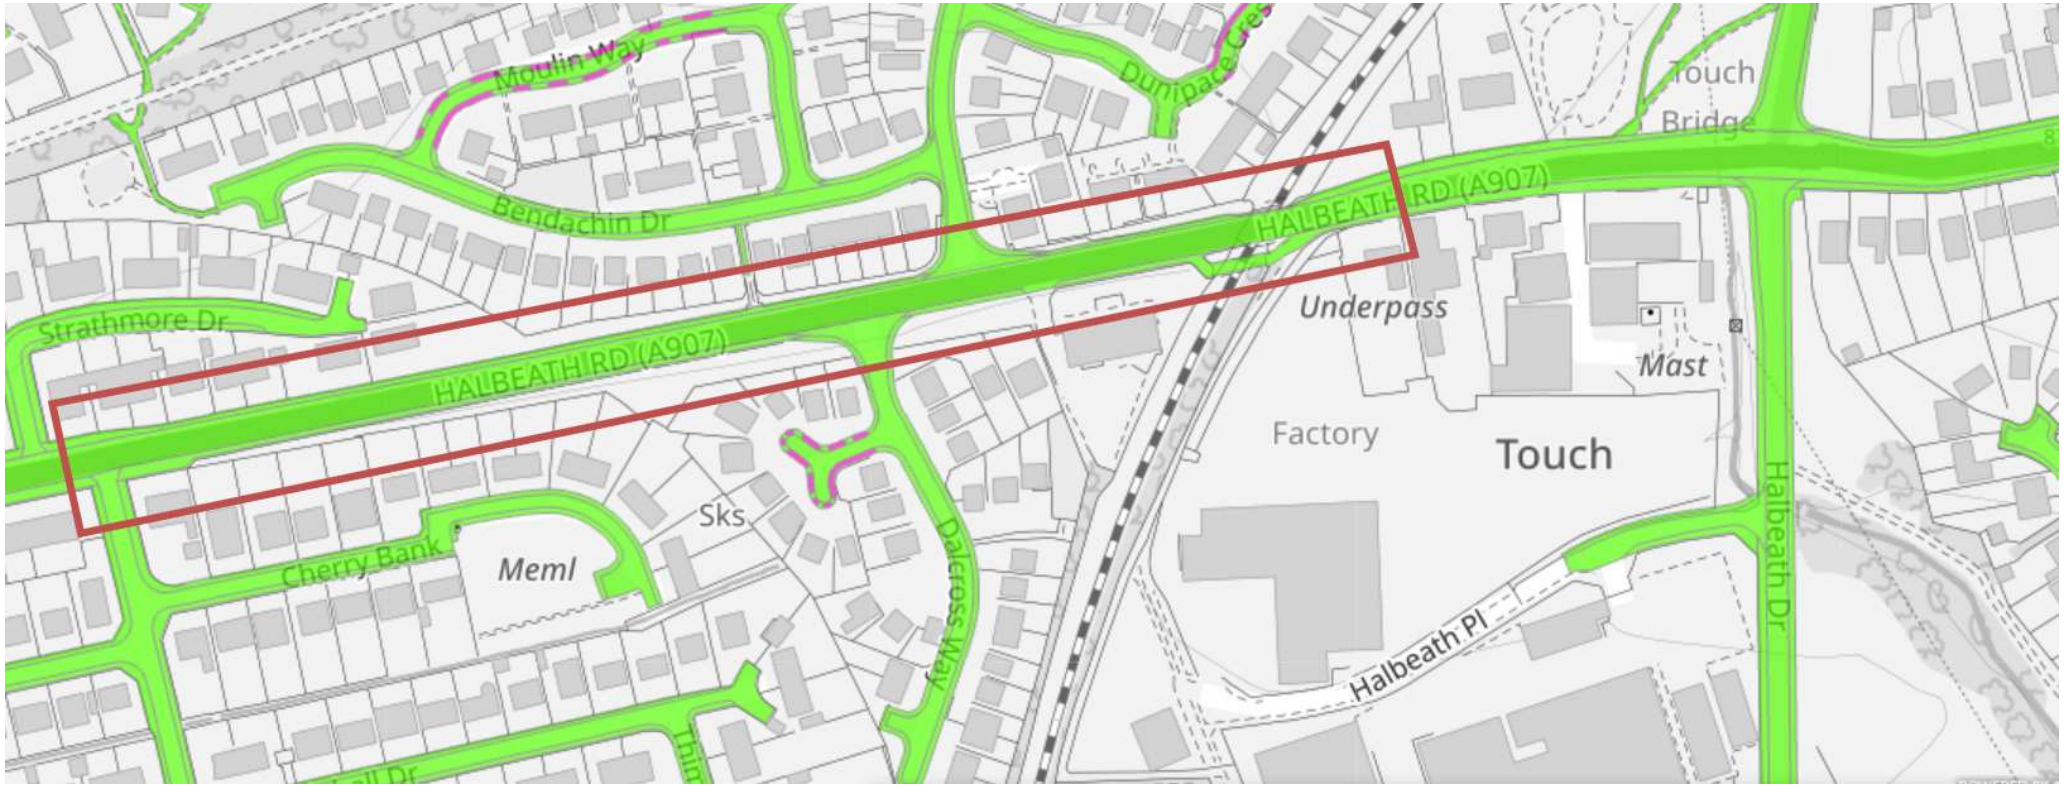 Moulin Way
Dunipace Cres
Touch
Bridge
HALBEATH RD (A907)
Bendachin Dr
Strathmore Dr
Underpass
HALBEATH RD (A907)
Mast
Factory
Touch
Sks
Meml
Cherry Bank
Dalcross Way
Halbeath Dr
Halbeath Pl